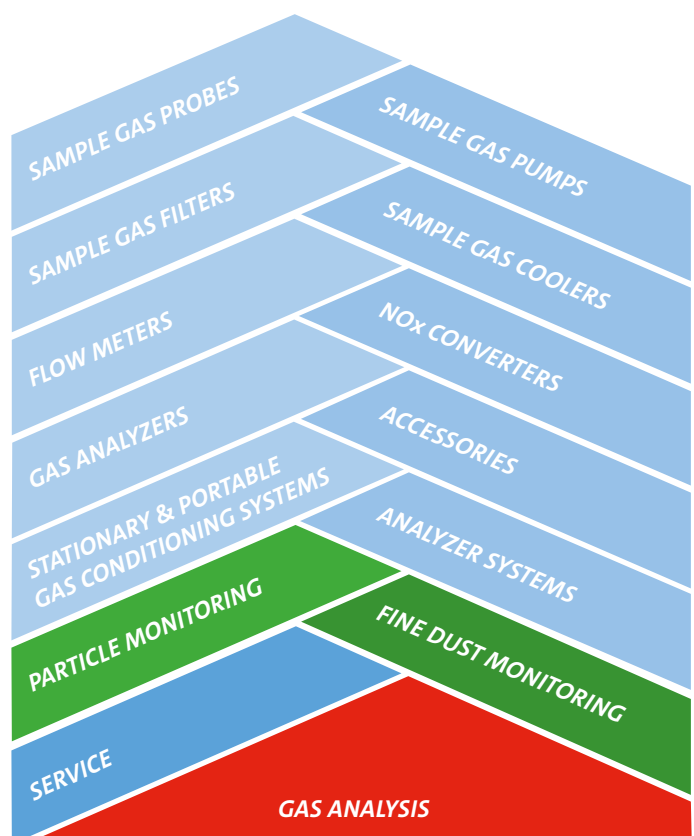 SAMPLE GAS PROBES
SAMPLE GAS PUMPS
SAMPLE GAS FILTERS
SAMPLE GAS COOLERS
FLOW METERS
NOx CONVERTERS
GAS ANALYZERS
ACCESSORIES
STATIONARY & PORTABLE
GAS CONDITIONING SYSTEMS
ANALYZER SYSTEMS
PARTICLE MONITORING
FINE DUST MONITORING
SERVICE
GAS ANALYSIS